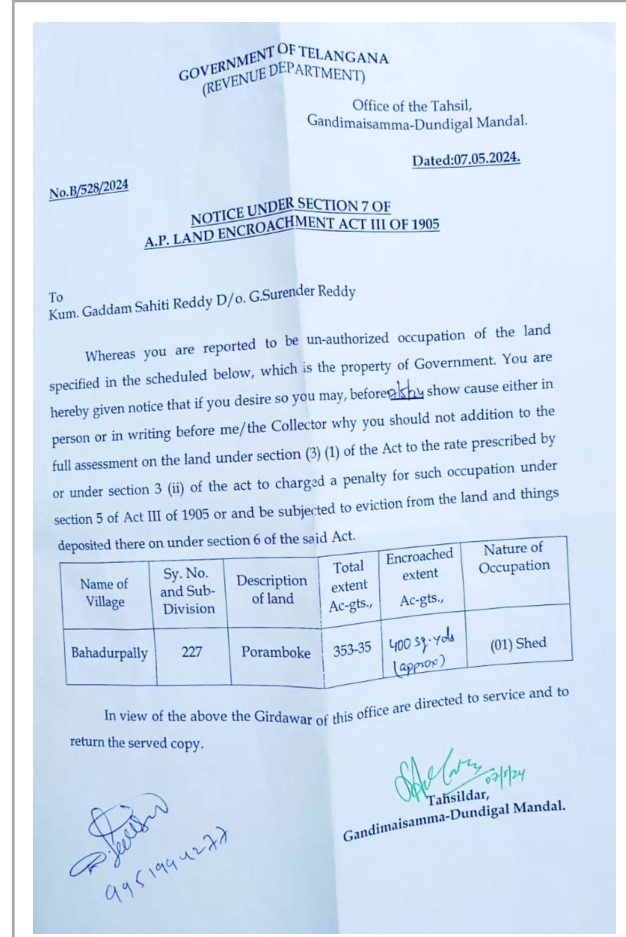 GOVERNMENT OF TELANGANA
(REVENUE DEPARTMENT)
Office of the Tahsil,
Gandimaisamma-Dundigal Mandal.
Dated:07.05.2024.
No.B/528/2024
NOTICE UNDER SECTION 7 OF
A.P. LAND ENCROACHMENT ACT III OF 1905
To
Kum. Gaddam Sahiti Reddy D/o. G.Surender Reddy
Whereas you are reported to be un-authorized occupation of the land
specified in the scheduled below, which is the property of Government. You are
hereby given notice that if you desire so you may, before show cause either in
person or in writing before me/the Collector why you should not addition to the
full assessment on the land under section (3) (1) of the Act to the rate prescribed by
or under section 3 (ii) of the act to charged a penalty for such occupation under
section 5 of Act III of 1905 or and be subjected to eviction from the land and things
deposited there on under section 6 of the said Act.
Name of Village Sy. No. and Sub-Division Description of land Total extent Ac-gts., Encroached extent Ac-gts., Nature of Occupation
Bahadurpally 227 Poramboke 353-35 400 sq.yds (approx) (01) Shed
In view of the above the Girdawar of this office are directed to service and to
return the served copy.
Tahsildar,
Gandimaisamma-Dundigal Mandal.
9951994277